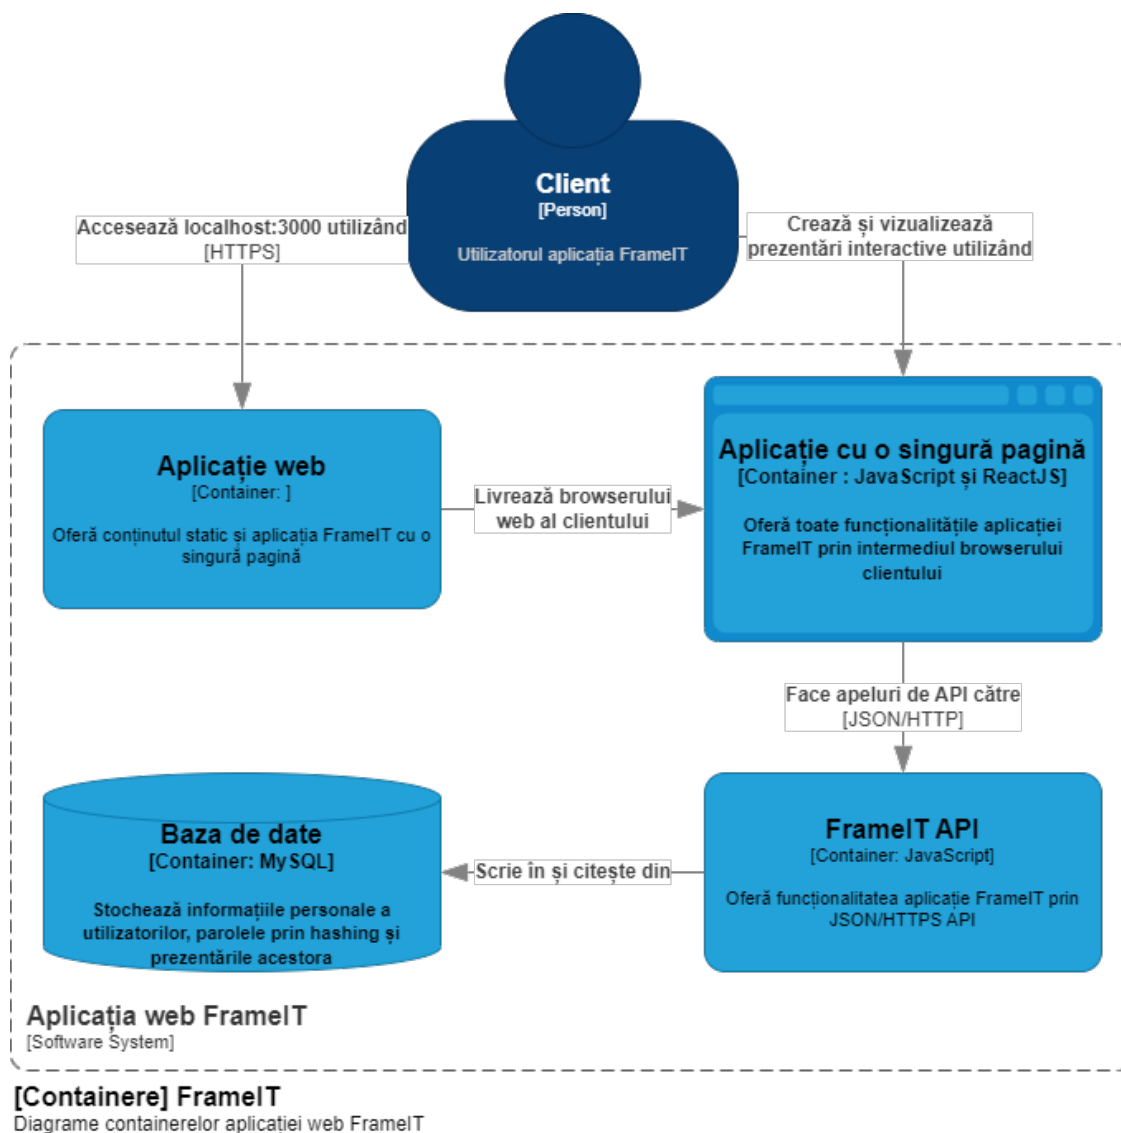 Client
[Person]
Utilizatorul aplicația FrameIT
Accesează localhost:3000 utilizând
[HTTPS]
Crează și vizualizează
prezentări interactive utilizând
Aplicație web
[Container: ]
Oferă conținutul static și aplicația FrameIT cu o
singură pagină
Livrează browserului
web al clientului
Aplicație cu o singură pagină
[Container : JavaScript și ReactJS]
Oferă toate funcționalitățile aplicației
FrameIT prin intermediul browserului
clientului
Face apeluri de API către
[JSON/HTTP]
Baza de date
[Container: MySQL]
Stochează informațiile personale a
utilizatorilor, parolele prin hashing și
prezentările acestora
Scrie în și citește din
FrameIT API
[Container: JavaScript]
Oferă funcționalitatea aplicație FrameIT prin
JSON/HTTPS API
Aplicația web FrameIT
[Software System]
[Containere] FrameIT
Diagrame containerelor aplicației web FrameIT